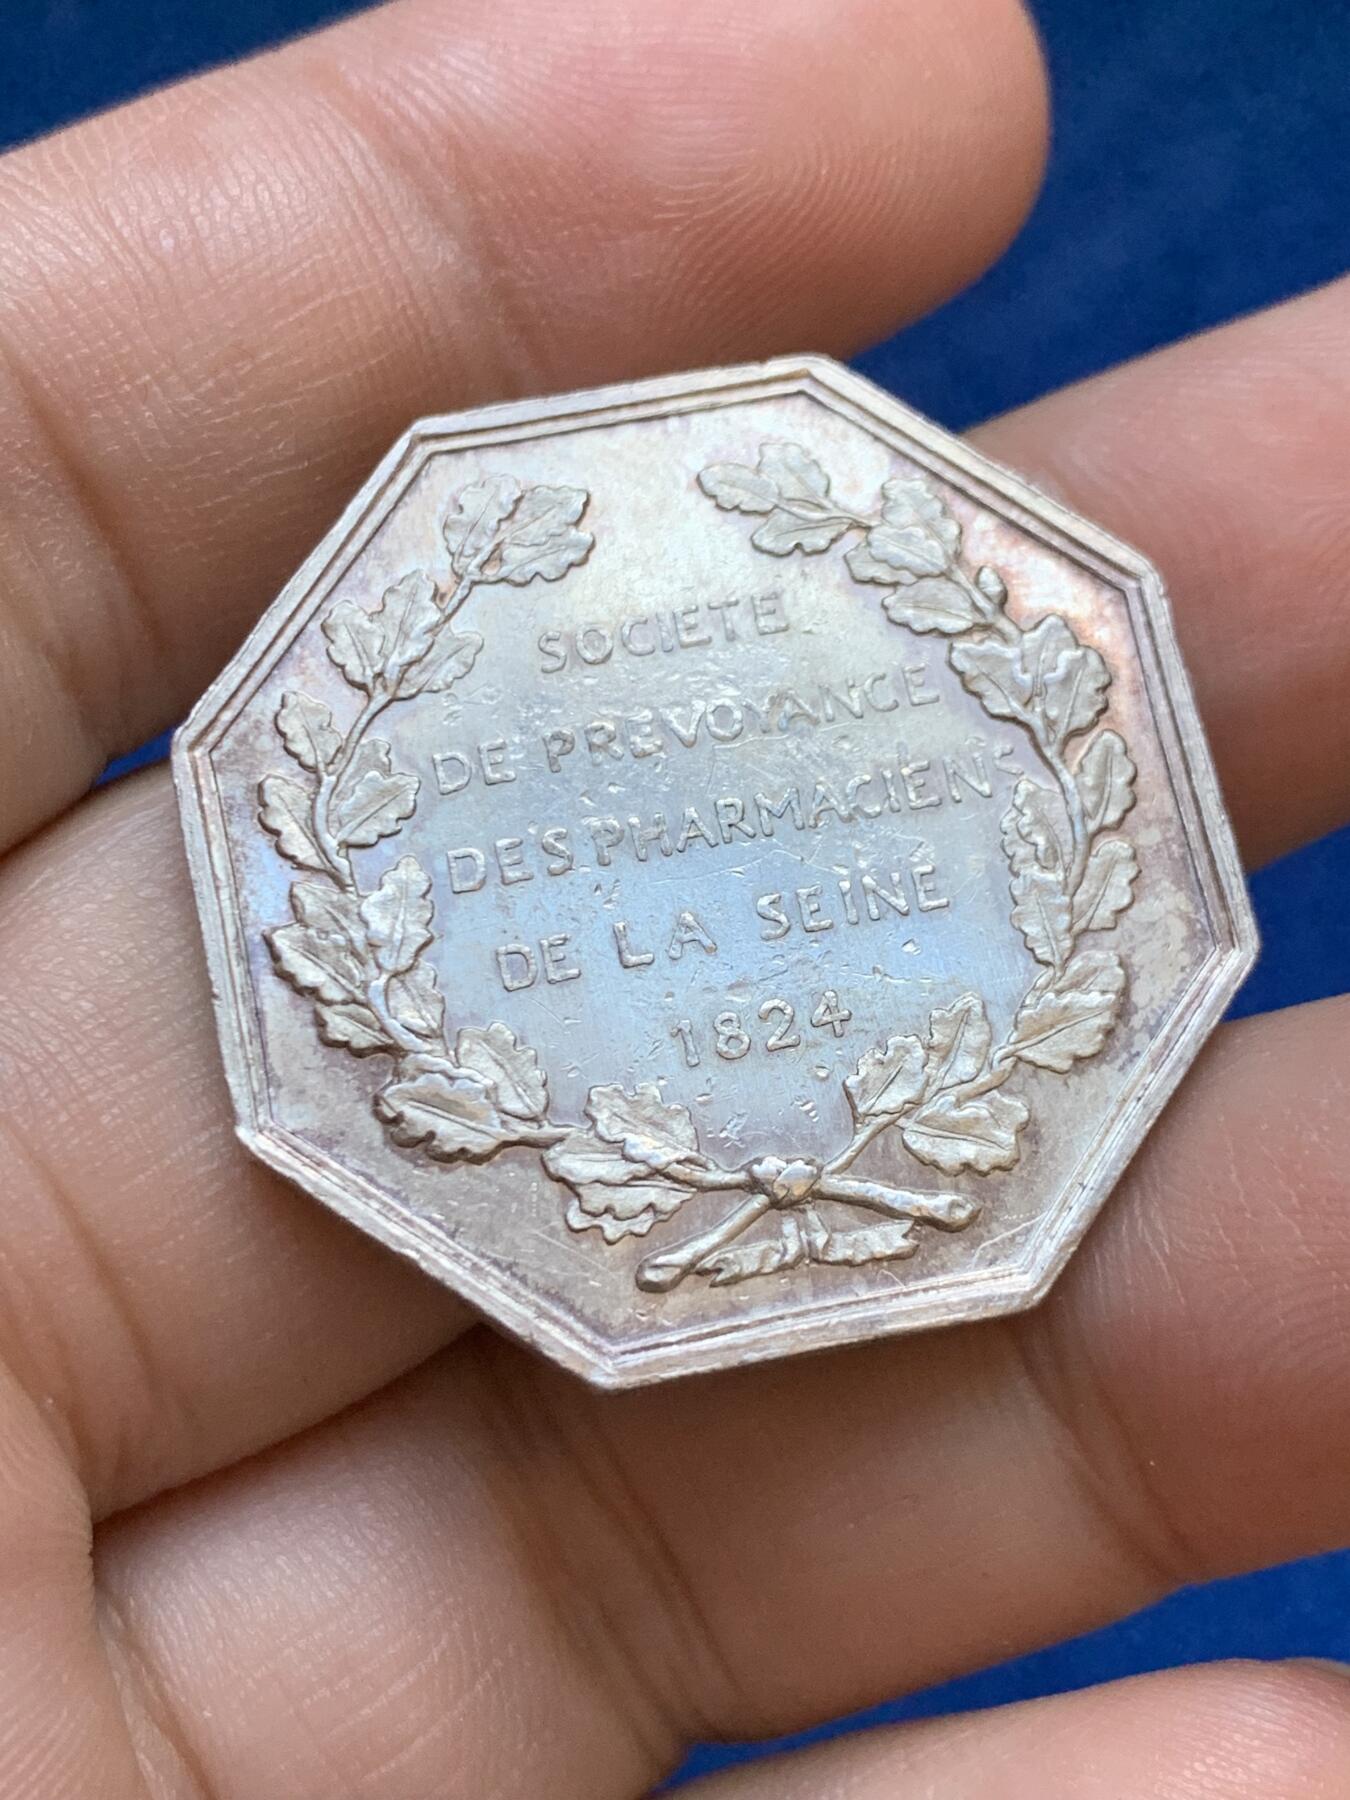 SOCIETE
DE PREVOYANCE
DES PHARMACIENS
DE LA SEINE
1824